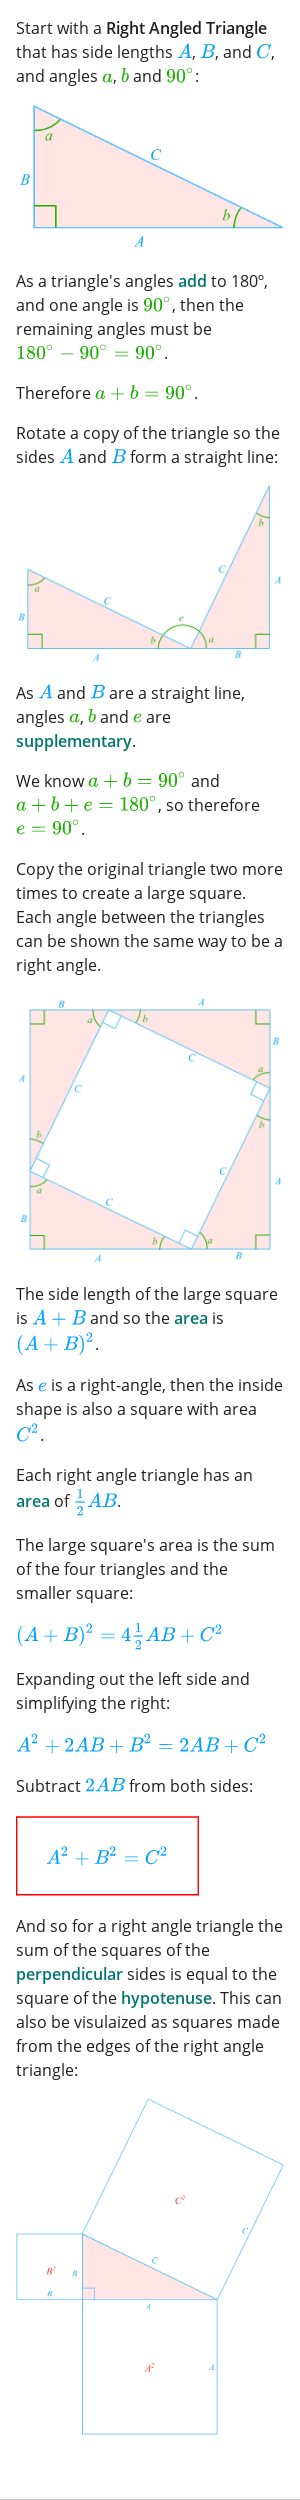 Start with a Right Angled Triangle
that has side lengths A, B, and C,
and angles a, b and 90°:
a
C
B
b
A
As a triangle's angles add to 180°,
and one angle is 90°, then the
remaining angles must be
180° − 90° = 90°.
Therefore a + b = 90°.
Rotate a copy of the triangle so the
sides A and B form a straight line:
b
C
A
a
C
B
e
b
a
A
B
As A and B are a straight line,
angles a, b and e are
supplementary.
We know a + b = 90° and
a + b + e = 180°, so therefore
e = 90°.
Copy the original triangle two more
times to create a large square.
Each angle between the triangles
can be shown the same way to be a
right angle.
B
A
a
b
B
C
a
A
C
b
b
C
A
a
C
B
b
a
A
B
The side length of the large square
is A + B and so the area is
(A + B)².
As e is a right-angle, then the inside
shape is also a square with area
C².
Each right angle triangle has an
area of ½AB.
The large square's area is the sum
of the four triangles and the
smaller square:
(A + B)² = 4½AB + C²
Expanding out the left side and
simplifying the right:
A² + 2AB + B² = 2AB + C²
Subtract 2AB from both sides:
A² + B² = C²
And so for a right angle triangle the
sum of the squares of the
perpendicular sides is equal to the
square of the hypotenuse. This can
also be visulaized as squares made
from the edges of the right angle
triangle:
C²
C
C
B²
B
B
A
A²
A